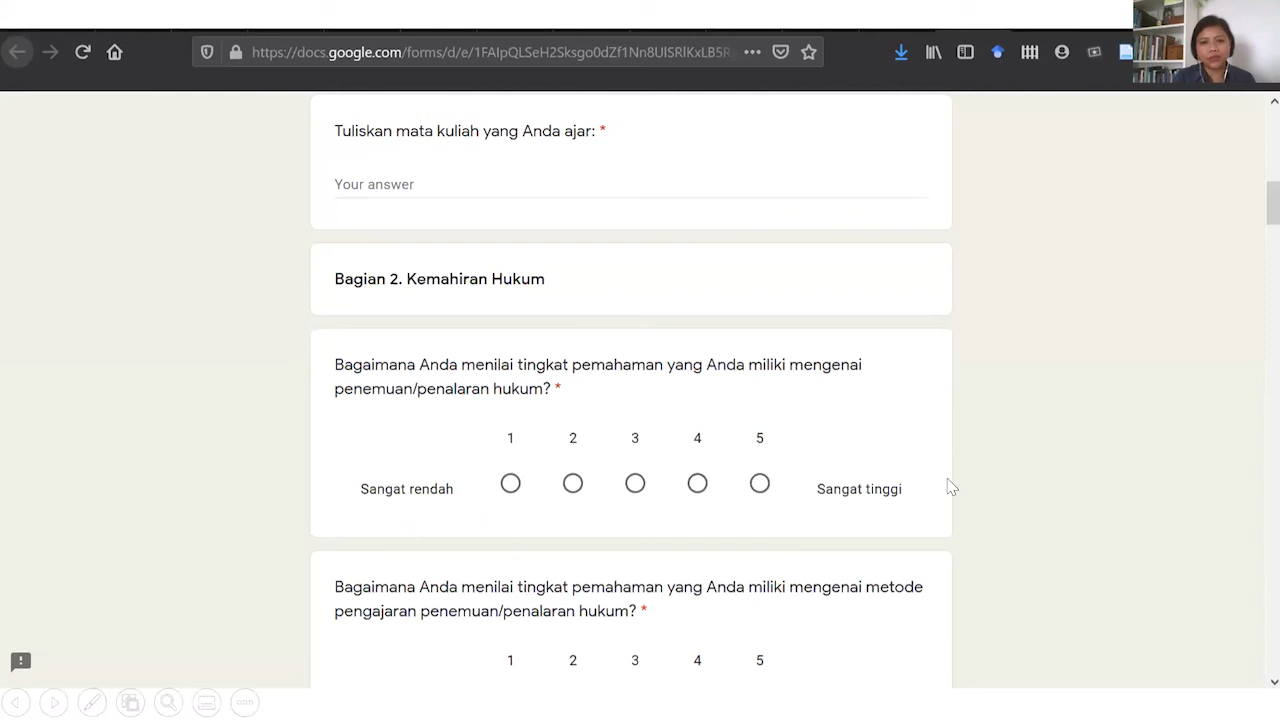 https://docs.google.com/forms/d/e/1FAIpQLSeH2Sksgo0dZf1Nn8UlSRlKxLB5R
Tuliskan mata kuliah yang Anda ajar: *
Your answer
Bagian 2. Kemahiran Hukum
Bagaimana Anda menilai tingkat pemahaman yang Anda miliki mengenai
penemuan/penalaran hukum? *
1 2 3 4 5
Sangat rendah Sangat tinggi
Bagaimana Anda menilai tingkat pemahaman yang Anda miliki mengenai metode
pengajaran penemuan/penalaran hukum? *
1 2 3 4 5